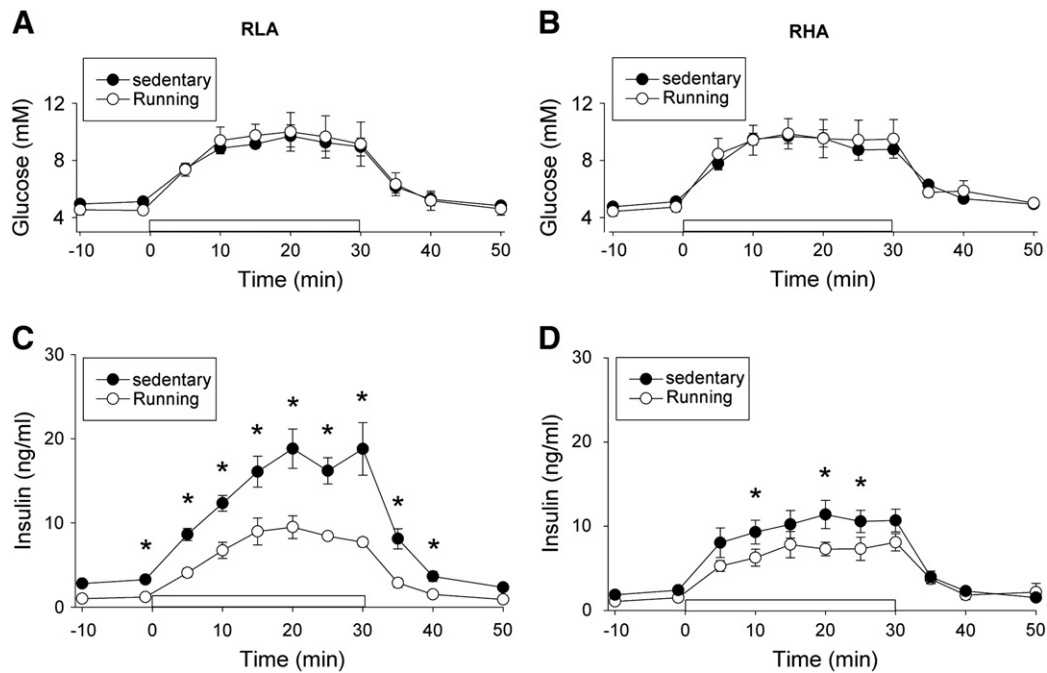 A
RLA
sedentary
Running
Glucose (mM)
12
8
4
-10 0 10 20 30 40 50
Time (min)
B
RHA
sedentary
Running
Glucose (mM)
12
8
4
-10 0 10 20 30 40 50
Time (min)
C
sedentary
Running
Insulin (ng/ml)
30
20
10
0
* * * * * * * * *
-10 0 10 20 30 40 50
Time (min)
D
sedentary
Running
Insulin (ng/ml)
30
20
10
0
* * *
-10 0 10 20 30 40 50
Time (min)